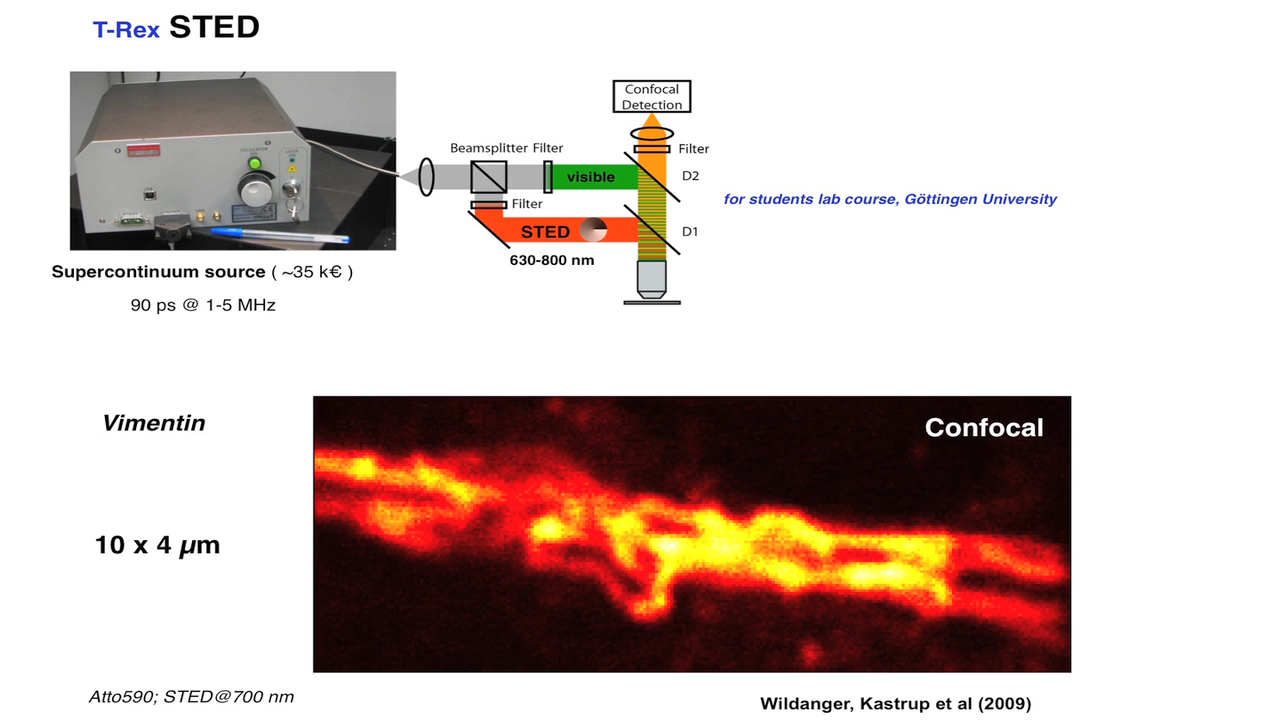 T-Rex STED
Confocal
Detection
Beamsplitter Filter
Filter
visible
D2
for students lab course, Göttingen University
Filter
STED
D1
630-800 nm
Supercontinuum source ( ~35 k€ )
90 ps @ 1-5 MHz
Vimentin
Confocal
10 x 4 µm
Atto590; STED@700 nm
Wildanger, Kastrup et al (2009)